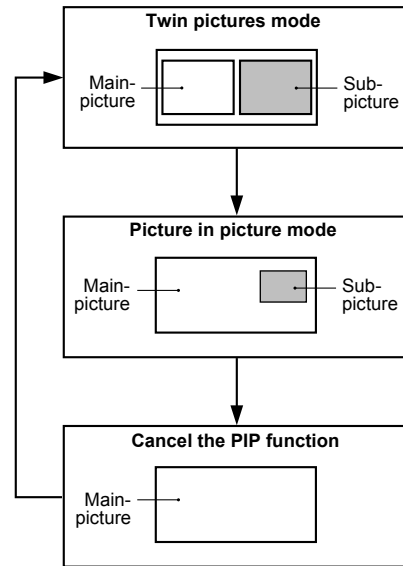 Twin pictures mode
Main-
picture
Sub-
picture
Picture in picture mode
Main-
picture
Sub-
picture
Cancel the PIP function
Main-
picture